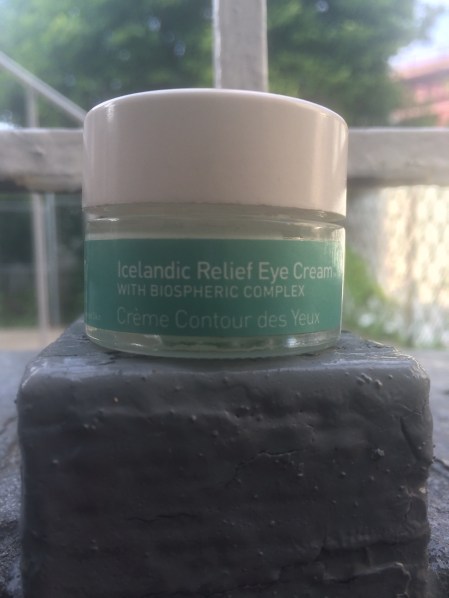 Icelandic Relief Eye Cream
WITH BIOSPHERIC COMPLEX
Crème Contour des Yeux